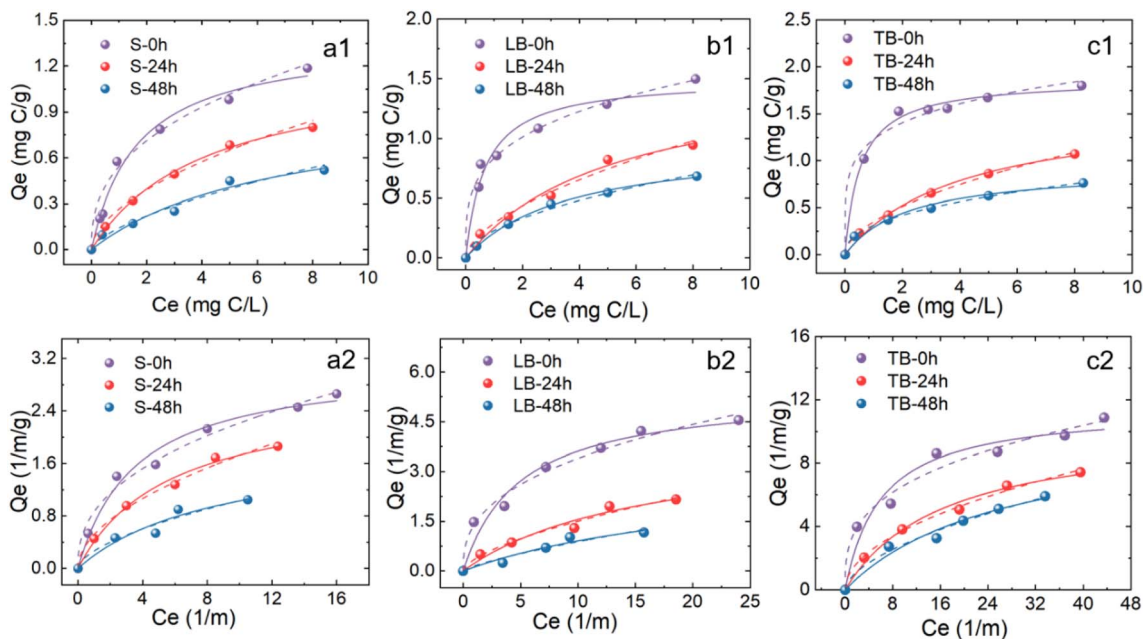 a1
S-0h
S-24h
S-48h
Qe (mg C/g)
1.5
1.2
0.9
0.6
0.3
0.0
0 2 4 6 8 10
Ce (mg C/L)
b1
LB-0h
LB-24h
LB-48h
Qe (mg C/g)
2.0
1.5
1.0
0.5
0.0
0 2 4 6 8 10
Ce (mg C/L)
c1
TB-0h
TB-24h
TB-48h
Qe (mg C/g)
2.5
2.0
1.5
1.0
0.5
0.0
0 2 4 6 8 10
Ce (mg C/L)
a2
S-0h
S-24h
S-48h
Qe (1/m/g)
3.2
2.4
1.6
0.8
0.0
0 4 8 12 16
Ce (1/m)
b2
LB-0h
LB-24h
LB-48h
Qe (1/m/g)
6.0
4.5
3.0
1.5
0.0
0 5 10 15 20 25
Ce (1/m)
c2
TB-0h
TB-24h
TB-48h
Qe (1/m/g)
16
12
8
4
0
0 8 16 24 32 40 48
Ce (1/m)